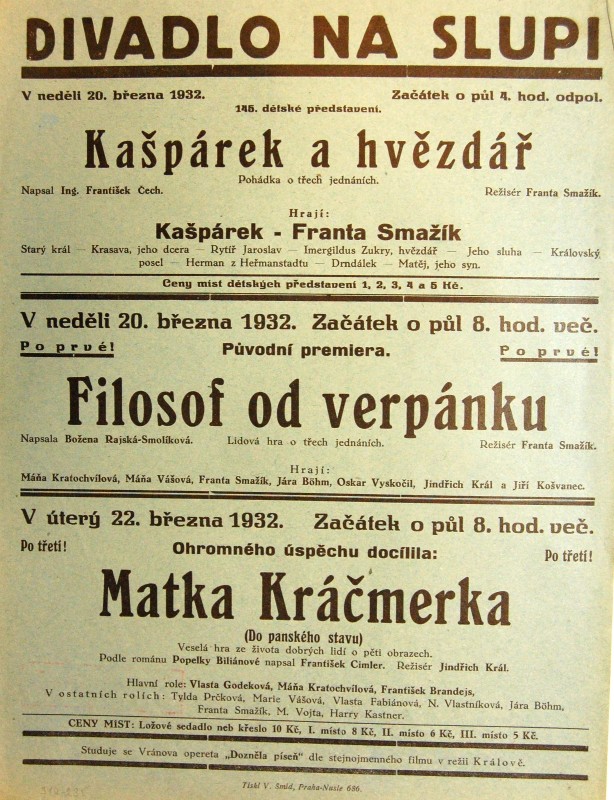 DIVADLO NA SLUPI
V neděli 20. března 1932. Začátek o půl 4. hod. odpol.
145. dětské představení.
Kašpárek a hvězdář
Pohádka o třech jednáních.
Napsal Ing. František Čech. Režisér Franta Smažík.
Hrají:
Kašpárek - Franta Smažík
Starý král — Krasava, jeho dcera — Rytíř Jaroslav — Imergildus Zukry, hvězdář — Jeho sluha — Královský
posel — Herman z Heřmanstadtu — Drndálek — Matěj, jeho syn.
Ceny míst dětských představení 1, 2, 3, 4 a 5 Kč.
V neděli 20. března 1932. Začátek o půl 8. hod. več.
Po prvé! Původní premiera. Po prvé!
Filosof od verpánku
Napsala Božena Rajská-Smolíková. Lidová hra o třech jednáních. Režisér Franta Smažík.
Hrají:
Máňa Kratochvílová, Máňa Vášová, Franta Smažík, Jára Böhm, Oskar Vyskočil, Jindřich Král a Jiří Košvanec.
V úterý 22. března 1932. Začátek o půl 8. hod. več.
Po třetí! Ohromného úspěchu docílila: Po třetí!
Matka Kráčmerka
(Do panského stavu)
Veselá hra ze života dobrých lidí o pěti obrazech.
Podle románu Popelky Biliánové napsal František Cimler. Režisér Jindřich Král.
Hlavní role: Vlasta Godeková, Máňa Kratochvílová, František Brandejs,
V ostatních rolích: Tylda Prčková, Marie Vášová, Vlasta Fabiánová, N. Vlastníková, Jára Böhm,
Franta Smažík, M. Vojta, Harry Kastner.
CENY MÍST: Ložové sedadlo neb křeslo 10 Kč, I. místo 8 Kč, II. místo 6 Kč, III. místo 5 Kč.
Studuje se Vránova opereta „Dozněla píseň" dle stejnojmenného filmu v režii Králově.
Tiskl V. Šmíd, Praha-Nusle 686.